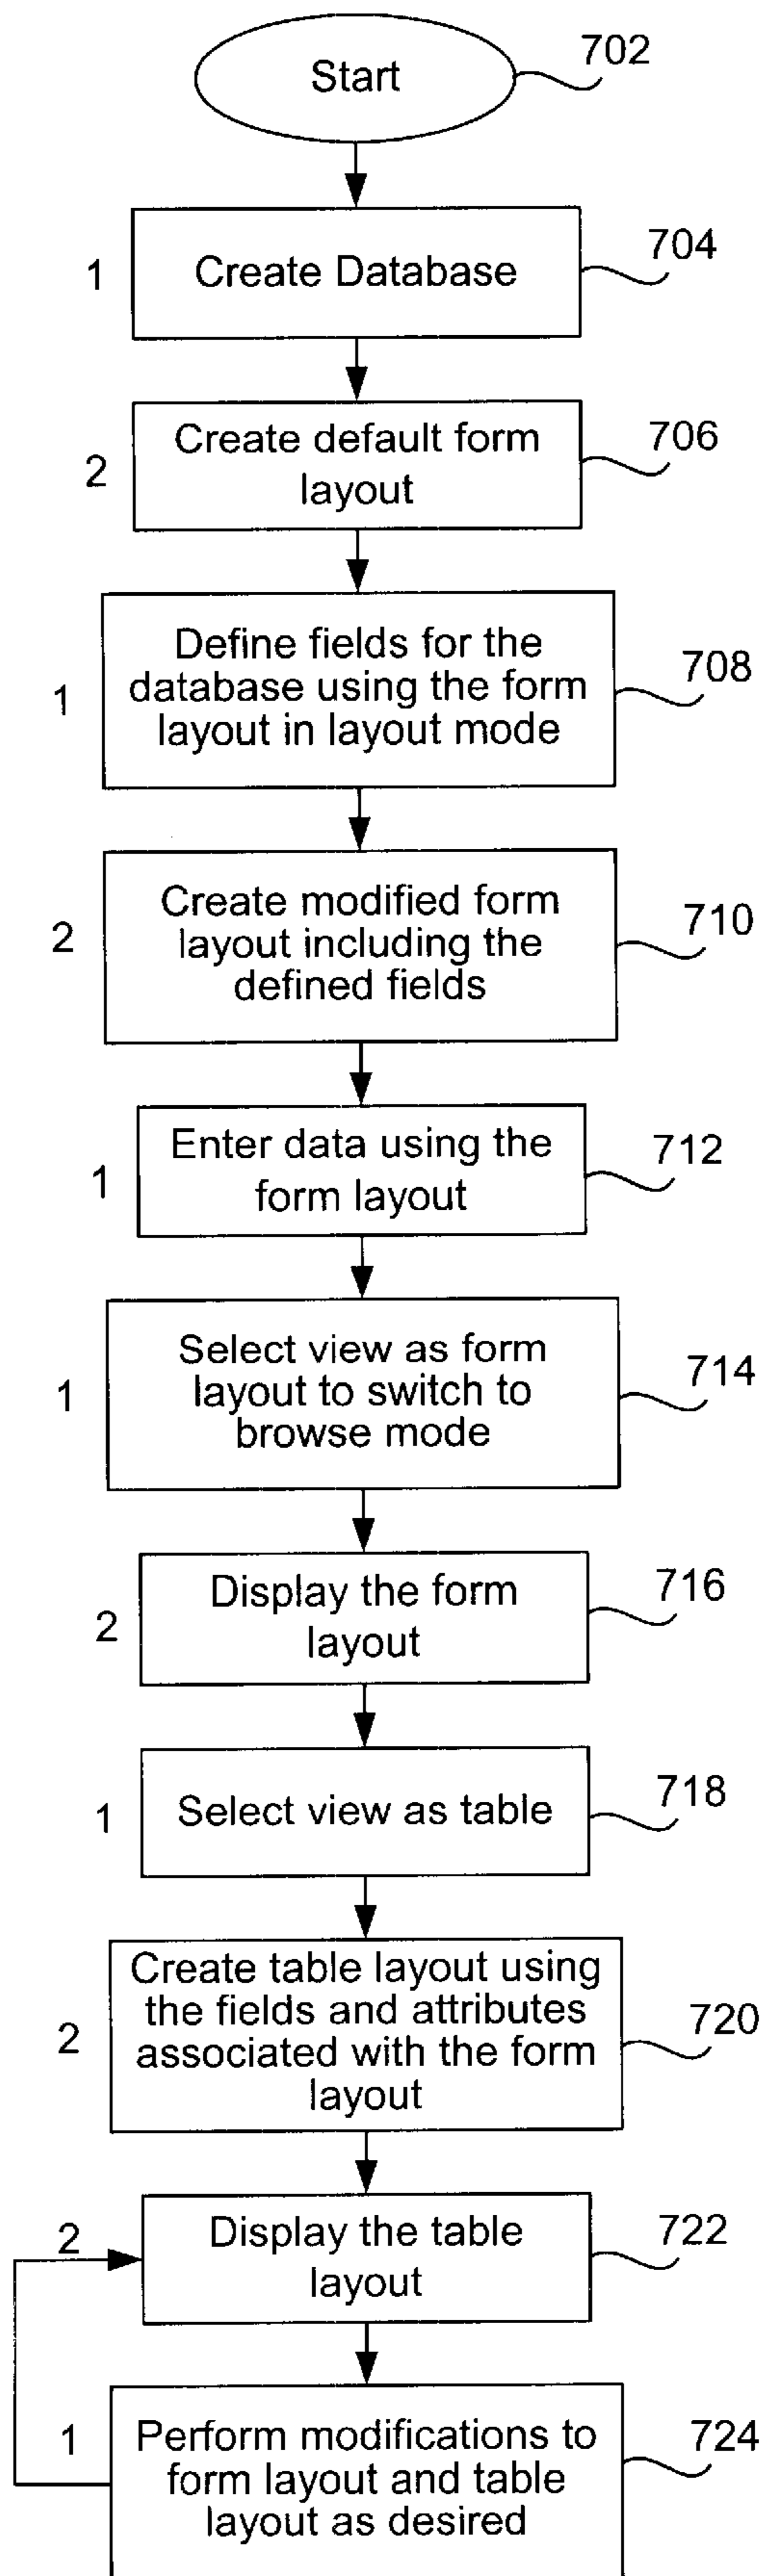 Start
702
1
Create Database
704
2
Create default form
layout
706
1
Define fields for the
database using the form
layout in layout mode
708
2
Create modified form
layout including the
defined fields
710
1
Enter data using the
form layout
712
1
Select view as form
layout to switch to
browse mode
714
2
Display the form
layout
716
1
Select view as table
718
2
Create table layout using
the fields and attributes
associated with the form
layout
720
2
Display the table
layout
722
1
Perform modifications to
form layout and table
layout as desired
724